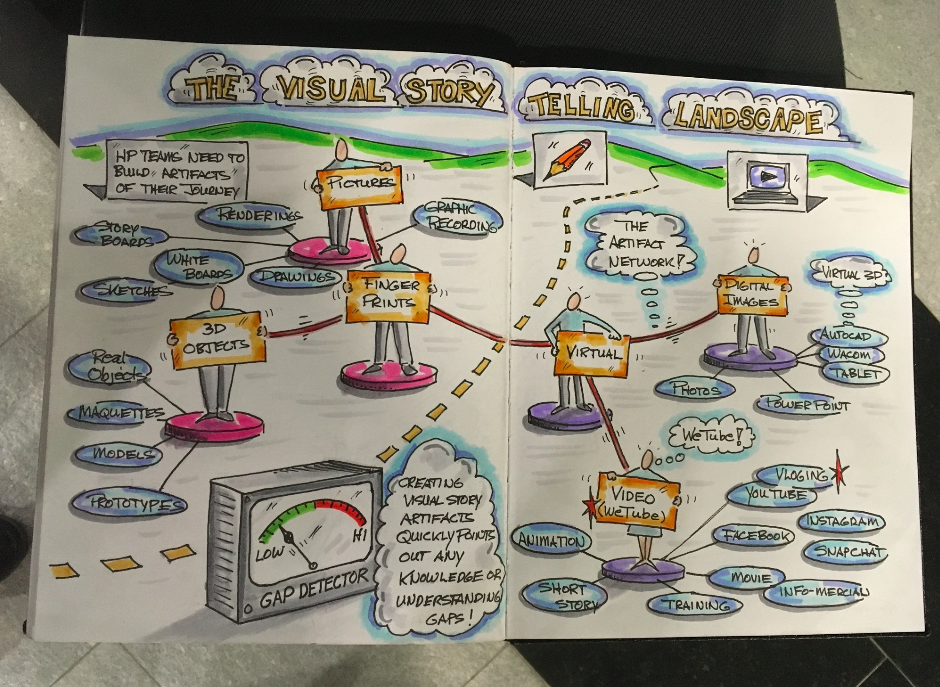 THE VISUAL STORY
TELLING LANDSCAPE
HP TEAMS NEED TO
BUILD ARTIFACTS
OF THEIR JOURNEY
PICTURES
RENDERINGS
GRAPHIC
RECORDING
STORY
BOARDS
WHITE
BOARDS
SKETCHES
DRAWINGS
FINGER
PRINTS
3D
OBJECTS
Real
Objects
MAQUETTES
MODELS
PROTOTYPES
LOW
HI
GAP DETECTOR
CREATING
VISUAL STORY
ARTIFACTS
QUICKLY POINTS
OUT ANY
KNOWLEDGE OR
UNDERSTANDING
GAPS!
THE
ARTIFACT
NETWORK!
VIRTUAL
DIGITAL
IMAGES
VIRTUAL 3D
AUTOCAD
WACOM
TABLET
PHOTOS
POWERPOINT
WeTUBE!
VIDEO
(WeTUBE)
VLOGING
YOUTUBE
INSTAGRAM
FACEBOOK
SNAPCHAT
ANIMATION
MOVIE
INFO-MERCIAL
SHORT
STORY
TRAINING